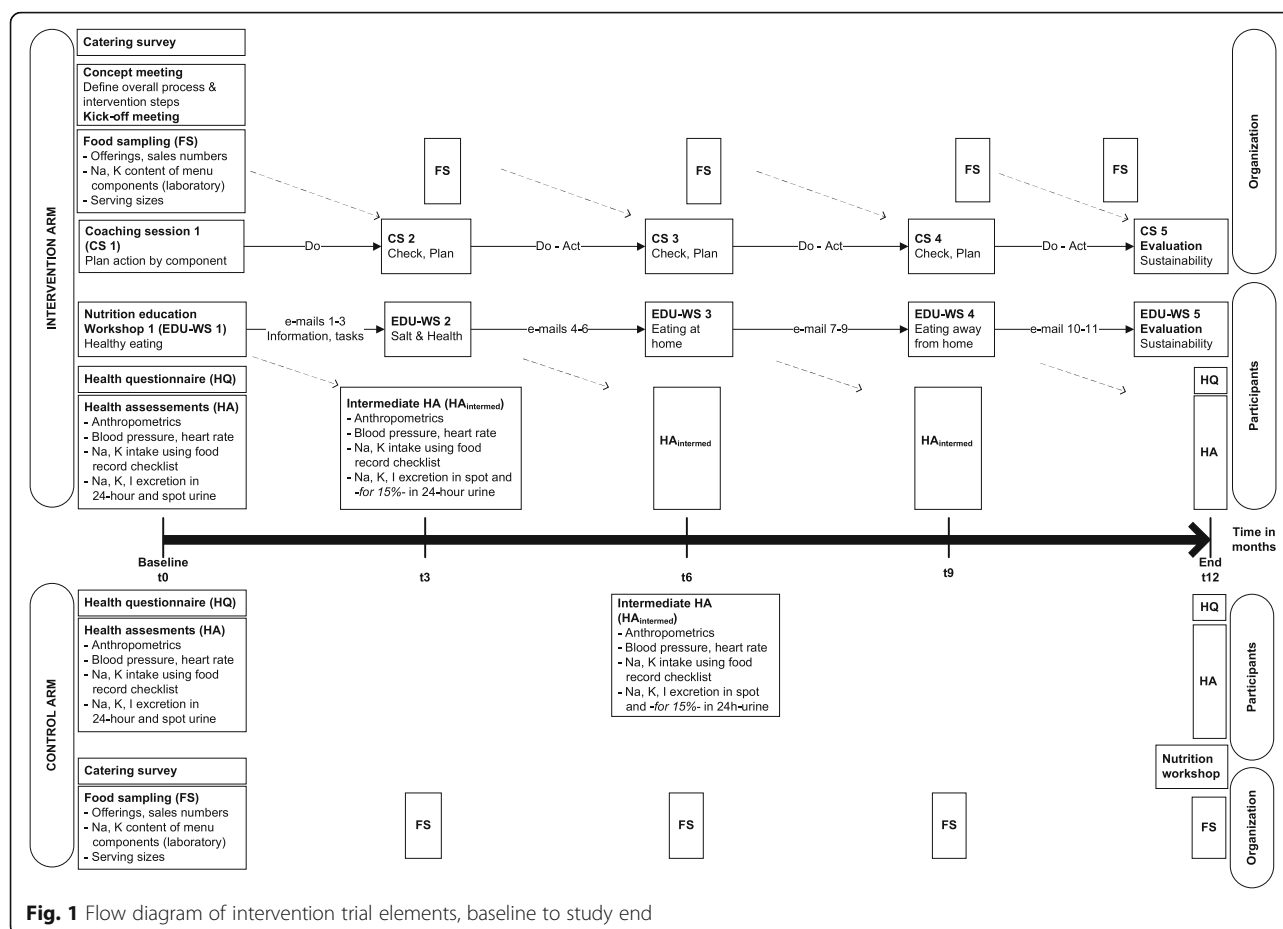 INTERVENTION ARM
Catering survey
Concept meeting
Define overall process &
intervention steps
Kick-off meeting
Food sampling (FS)
- Offerings, sales numbers
- Na, K content of menu
components (laboratory)
- Serving sizes
FS
FS
FS
FS
Organization
Coaching session 1
(CS 1)
Plan action by component
Do
CS 2
Check, Plan
Do - Act
CS 3
Check, Plan
Do - Act
CS 4
Check, Plan
Do - Act
CS 5
Evaluation
Sustainability
Nutrition education
Workshop 1 (EDU-WS 1)
Healthy eating
e-mails 1-3
Information, tasks
EDU-WS 2
Salt & Health
e-mails 4-6
EDU-WS 3
Eating at
home
e-mail 7-9
EDU-WS 4
Eating away
from home
e-mail 10-11
EDU-WS 5
Evaluation
Sustainability
Participants
Health questionnaire (HQ)
Health assessements (HA)
- Anthropometrics
- Blood pressure, heart rate
- Na, K intake using food
record checklist
- Na, K, I excretion in
24-hour and spot urine
Intermediate HA (HAintermed)
- Anthropometrics
- Blood pressure, heart rate
- Na, K intake using food
record checklist
- Na, K, I excretion in spot and
-for 15%- in 24-hour urine
HAintermed
HAintermed
HQ
HA
Baseline
t0
t3
t6
t9
End
t12
Time in
months
CONTROL ARM
Health questionnaire (HQ)
Health assesments (HA)
- Anthropometrics
- Blood pressure, heart rate
- Na, K intake using food
record checklist
- Na, K, I excretion in
24-hour and spot urine
Intermediate HA
(HAintermed)
- Anthropometrics
- Blood pressure, heart rate
- Na, K intake using food
record checklist
- Na, K, I excretion in spot
and -for 15%- in 24h-urine
HQ
HA
Participants
Nutrition
workshop
Catering survey
Food sampling (FS)
- Offerings, sales numbers
- Na, K content of menu
components (laboratory)
- Serving sizes
FS
FS
FS
FS
Organization
Fig. 1 Flow diagram of intervention trial elements, baseline to study end